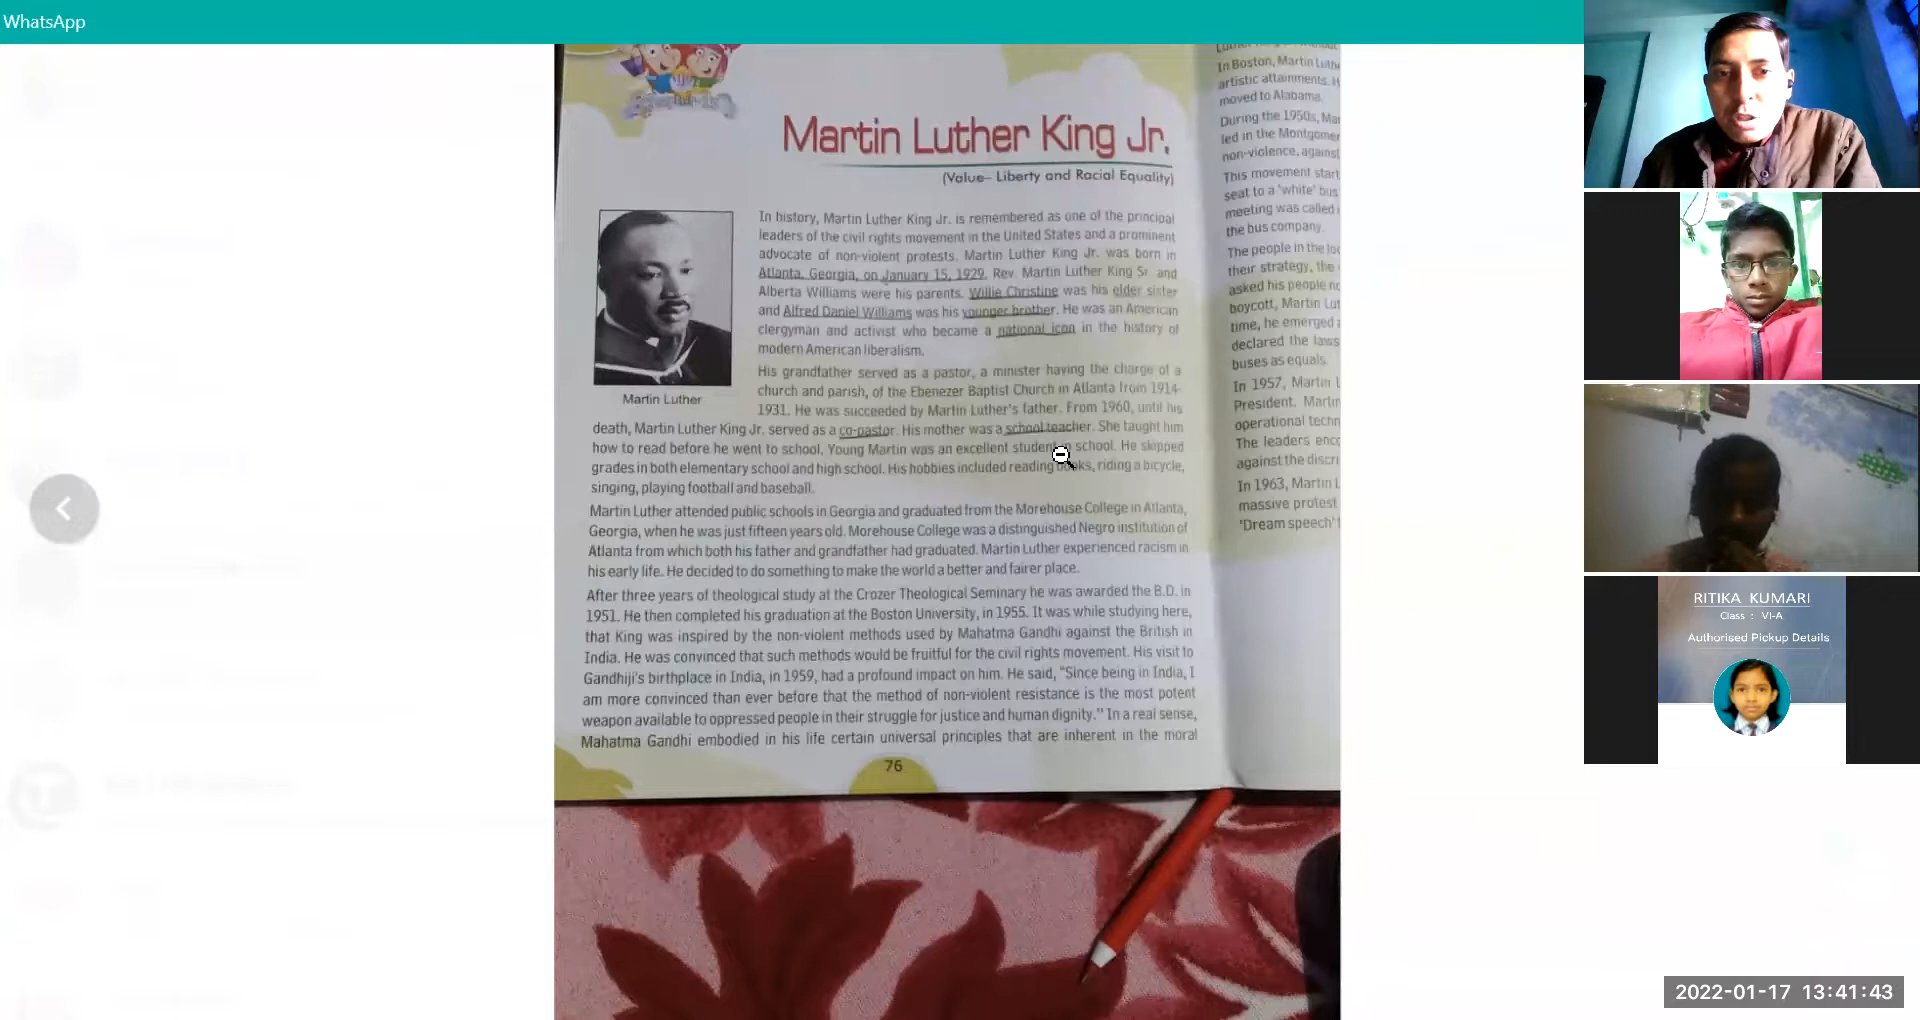 WhatsApp
Martin Luther King Jr.
(Value– Liberty and Racial Equality)
In history, Martin Luther King Jr. is remembered as one of the principal
leaders of the civil rights movement in the United States and a prominent
advocate of non-violent protests. Martin Luther King Jr. was born in
Atlanta, Georgia, on January 15, 1929. Rev. Martin Luther King Sr. and
Alberta Williams were his parents. Willie Christine was his elder sister
and Alfred Daniel Williams was his younger brother. He was an American
clergyman and activist who became a national icon in the history of
modern American liberalism.
Martin Luther
His grandfather served as a pastor, a minister having the charge of a
church and parish, of the Ebenezer Baptist Church in Atlanta from 1914-
1931. He was succeeded by Martin Luther's father. From 1960, until his
death, Martin Luther King Jr. served as a co-pastor. His mother was a school teacher. She taught him
how to read before he went to school. Young Martin was an excellent student school. He skipped
grades in both elementary school and high school. His hobbies included reading books, riding a bicycle,
singing, playing football and baseball.
Martin Luther attended public schools in Georgia and graduated from the Morehouse College in Atlanta,
Georgia, when he was just fifteen years old. Morehouse College was a distinguished Negro institution of
Atlanta from which both his father and grandfather had graduated. Martin Luther experienced racism in
his early life. He decided to do something to make the world a better and fairer place.
After three years of theological study at the Crozer Theological Seminary he was awarded the B.D. in
1951. He then completed his graduation at the Boston University, in 1955. It was while studying here,
that King was inspired by the non-violent methods used by Mahatma Gandhi against the British in
India. He was convinced that such methods would be fruitful for the civil rights movement. His visit to
Gandhiji's birthplace in India, in 1959, had a profound impact on him. He said, "Since being in India, I
am more convinced than ever before that the method of non-violent resistance is the most potent
weapon available to oppressed people in their struggle for justice and human dignity." In a real sense,
Mahatma Gandhi embodied in his life certain universal principles that are inherent in the moral
76
In Boston, Martin
artistic attainments.
moved to Alabama.
During the 1950s,
led in the
non-violence, against
This movement
seat to a 'white' bus
meeting was called
the bus company.
The people in the
their strategy, the
asked his people
boycott, Martin
time, he emerged
declared the laws
buses as equals.
In 1957, Martin
President.
operational
The leaders
against the
In 1963, Martin
massive protest
'Dream speech'
RITIKA KUMARI
Class : VI-A
Authorised Pickup Details
2022-01-17 13:41:43